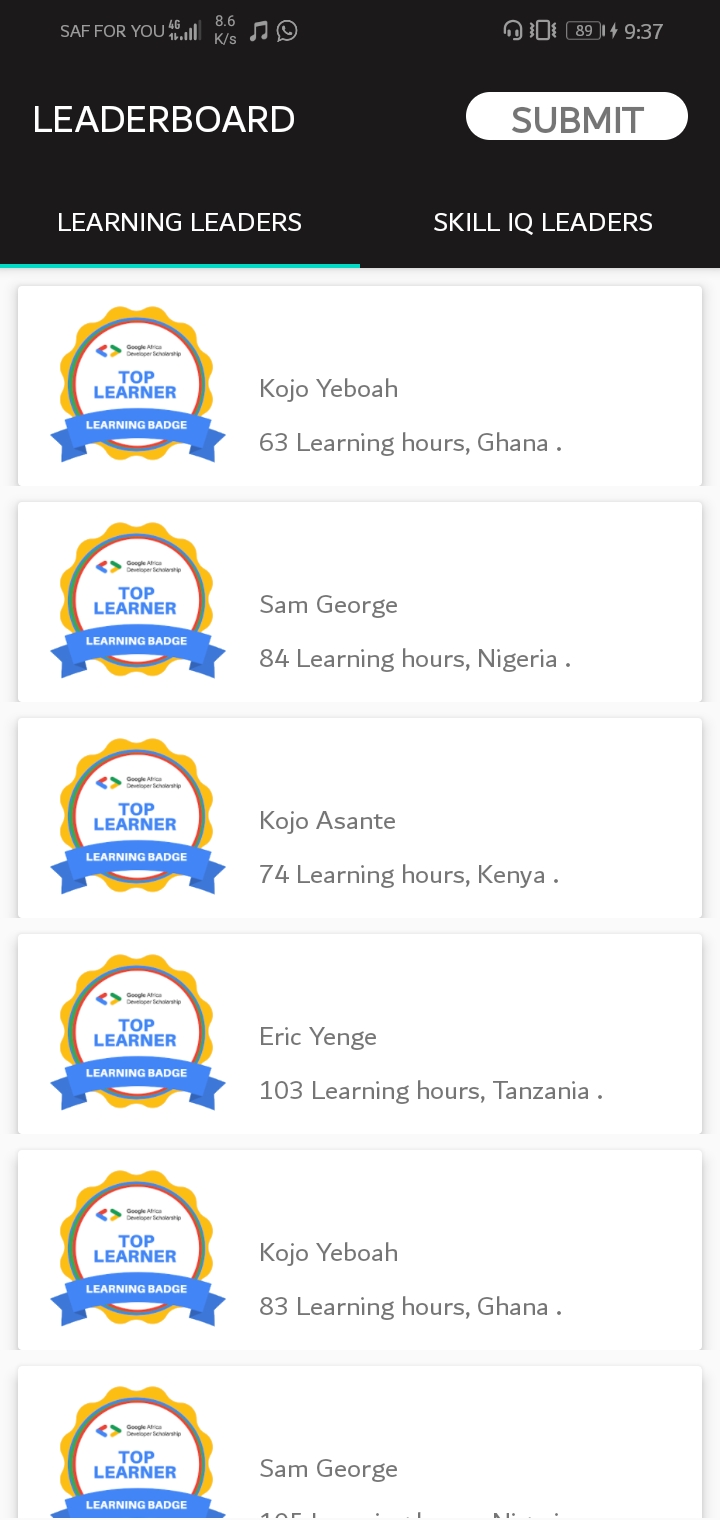 SAF FOR YOU 4G 8.6 K/s 89 9:37
LEADERBOARD SUBMIT
LEARNING LEADERS SKILL IQ LEADERS
Google Africa
Developer Scholarship
TOP
LEARNER
LEARNING BADGE
Kojo Yeboah
63 Learning hours, Ghana .
Google Africa
Developer Scholarship
TOP
LEARNER
LEARNING BADGE
Sam George
84 Learning hours, Nigeria .
Google Africa
Developer Scholarship
TOP
LEARNER
LEARNING BADGE
Kojo Asante
74 Learning hours, Kenya .
Google Africa
Developer Scholarship
TOP
LEARNER
LEARNING BADGE
Eric Yenge
103 Learning hours, Tanzania .
Google Africa
Developer Scholarship
TOP
LEARNER
LEARNING BADGE
Kojo Yeboah
83 Learning hours, Ghana .
Google Africa
Developer Scholarship
TOP
LEARNER
LEARNING BADGE
Sam George